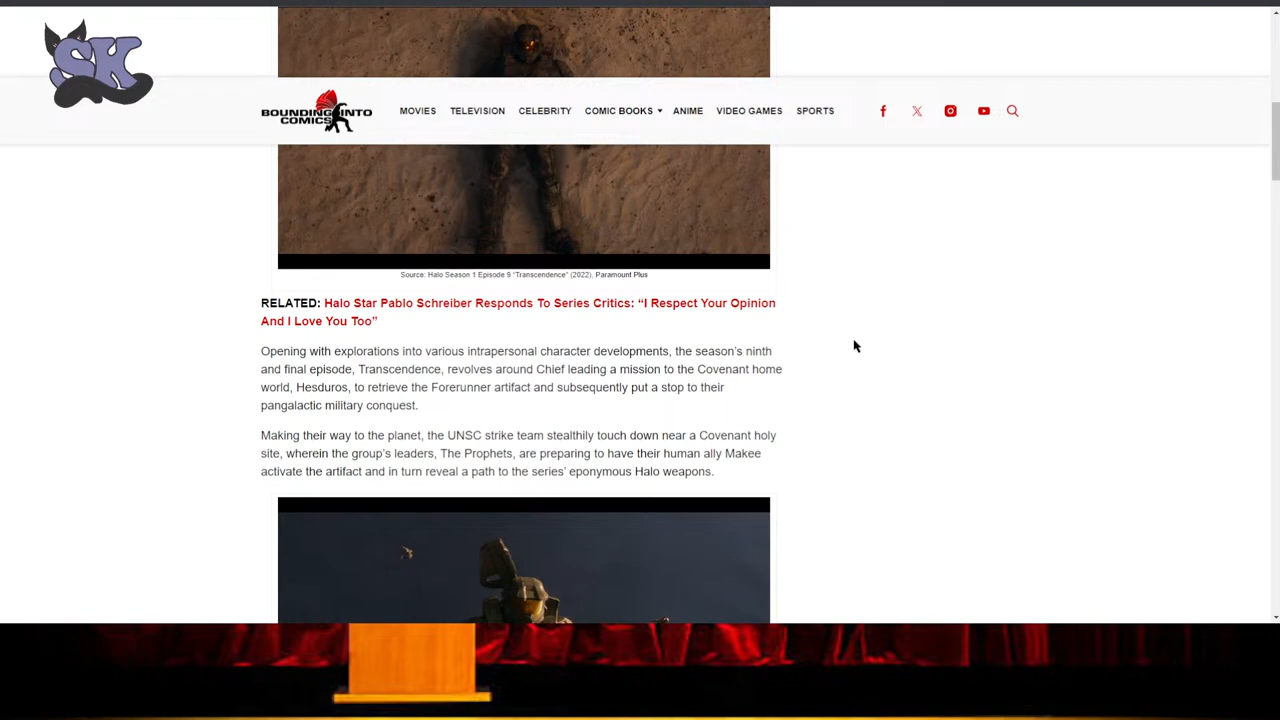 SK
BOUNDING INTO
COMICS
MOVIES
TELEVISION
CELEBRITY
COMIC BOOKS
ANIME
VIDEO GAMES
SPORTS
Source: Halo Season 1 Episode 9 “Transcendence” (2022), Paramount Plus
RELATED: Halo Star Pablo Schreiber Responds To Series Critics: “I Respect Your Opinion
And I Love You Too”
Opening with explorations into various intrapersonal character developments, the season’s ninth
and final episode, Transcendence, revolves around Chief leading a mission to the Covenant home
world, Hesduros, to retrieve the Forerunner artifact and subsequently put a stop to their
pangalactic military conquest.
Making their way to the planet, the UNSC strike team stealthily touch down near a Covenant holy
site, wherein the group’s leaders, The Prophets, are preparing to have their human ally Makee
activate the artifact and in turn reveal a path to the series’ eponymous Halo weapons.